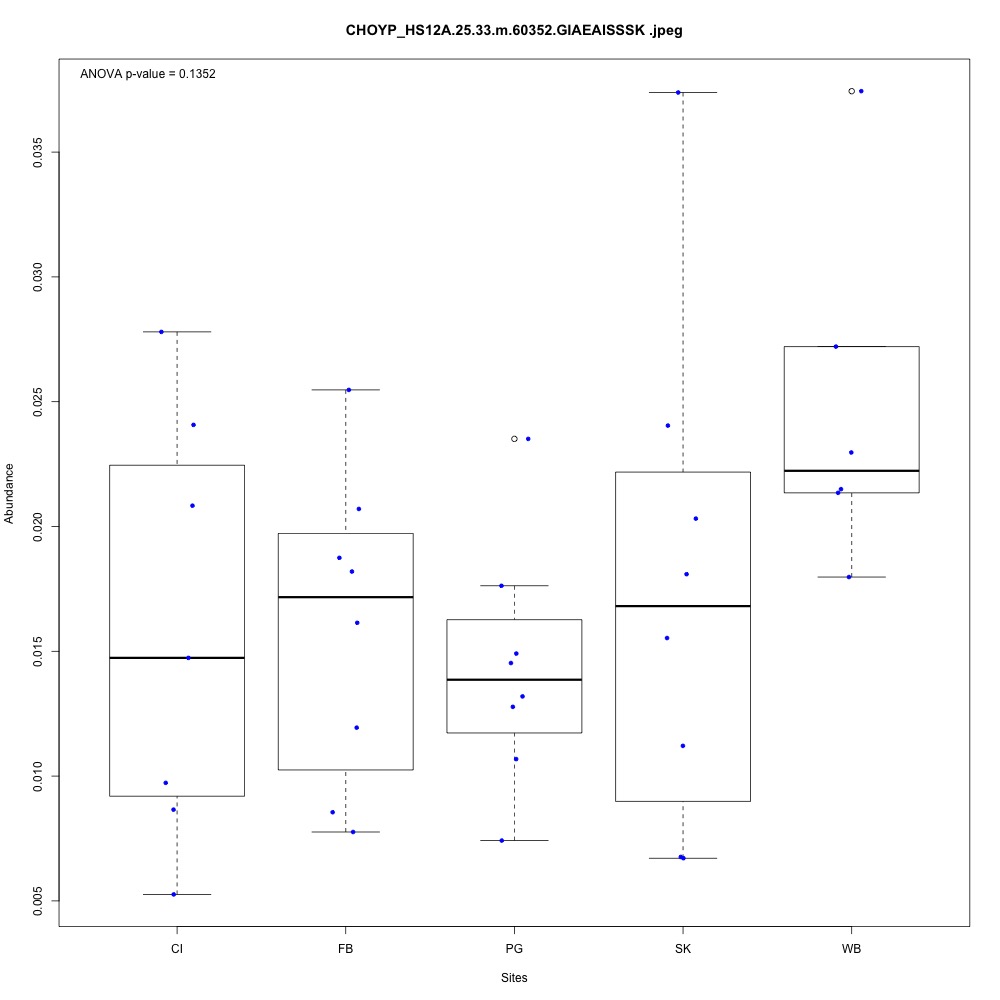 CHOYP_HS12A.25.33.m.60352.GIAEAISSSK .jpeg
ANOVA p-value = 0.1352
Abundance
0.035
0.030
0.025
0.020
0.015
0.010
0.005
CI FB PG SK WB
Sites